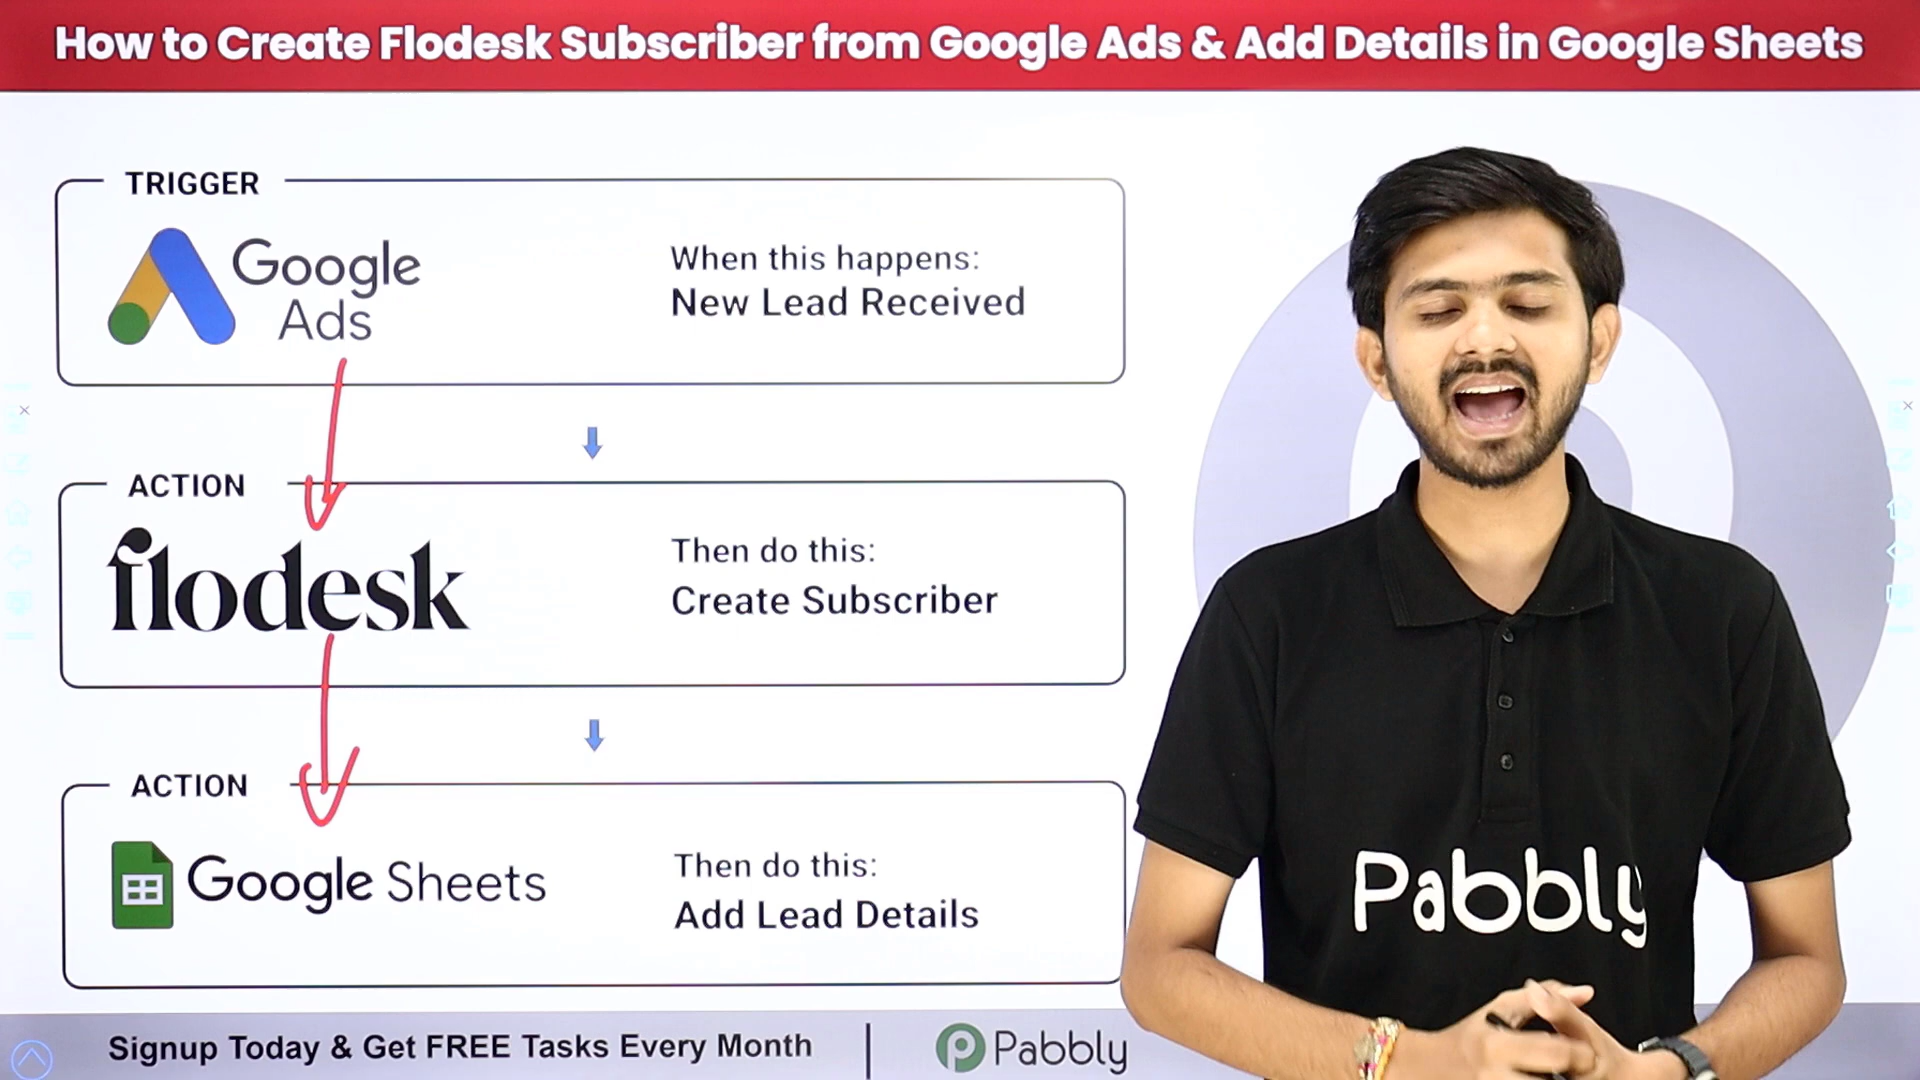 How to Create Flodesk Subscriber from Google Ads & Add Details in Google Sheets
TRIGGER
Google
Ads
When this happens:
New Lead Received
ACTION
flodesk
Then do this:
Create Subscriber
ACTION
Google Sheets
Then do this:
Add Lead Details
Pabbly
Signup Today & Get FREE Tasks Every Month
Pabbly